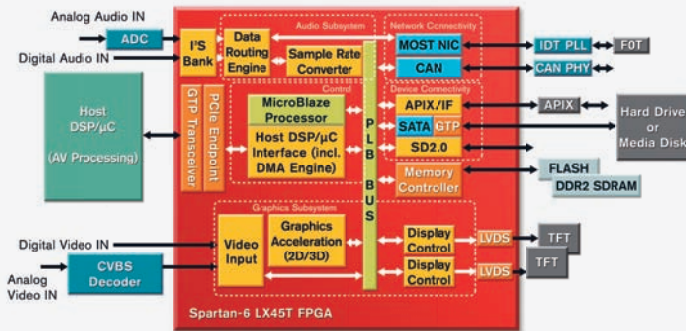 Analog Audio IN
ADC
Digital Audio IN
I'S
Bank
Audio Subsystem
Data
Routing
Engine
Sample Rate
Converter
Network Ccnnectivity
MOST NIC
CAN
IDT PLL
FOT
CAN PHY
Host
DSP/µC
(AV Processing)
GTP Transceiver
PCIe Endpoint
Control
MicroBlaze
Processor
Host DSP/µC
Interface (incl.
DMA Engine)
PLB BUS
Device Connectivity
APIX/IF
SATA
GTP
SD2.0
APIX
Hard Drive
or
Media Disk
Memory
Controller
FLASH
DDR2 SDRAM
Graphics Subsystem
Digital Video IN
Analog
Video IN
CVBS
Decoder
Video
Input
Graphics
Acceleration
(2D/3D)
Display
Control
LVDS
TFT
Display
Control
LVDS
TFT
Spartan-6 LX45T FPGA